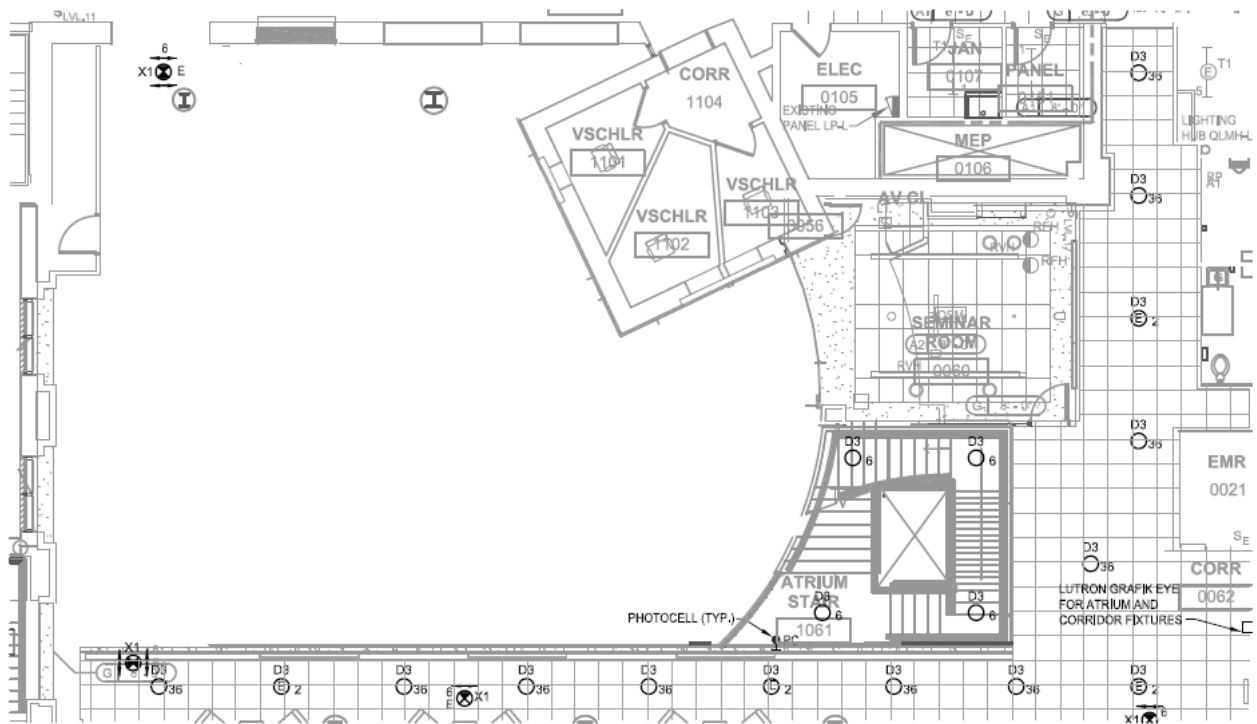 S LVL.11
6
X1 E
CORR
1104
VSCHLR
1101
VSCHLR
1102
VSCHLR
1103
0056
ELEC
0105
EXISTING
PANEL LP-L
S E
T1
JAN
0107
S E
PANEL
MEP
0106
D3
36
E T1
5
LIGHTING
HUB QLMH-L
D3
36
RP
A1
AV CL
RFH
RVH
RFH
D3
E 2
SEMINAR
ROOM
A2
RVH
0060
G
D3
36
D3
6
D3
6
EMR
0021
S E
D3
36
CORR
0062
LUTRON GRAFIK EYE
FOR ATRIUM AND
CORRIDOR FIXTURES
ATRIUM
STAIR
1061
D3
6
D3
6
PHOTOCELL (TYP.)
PC
X1
6
G
D3
36
D3
E 2
D3
36
6
E X1
D3
36
D3
36
D3
E 2
D3
36
D3
36
D3
E 2
6
X1